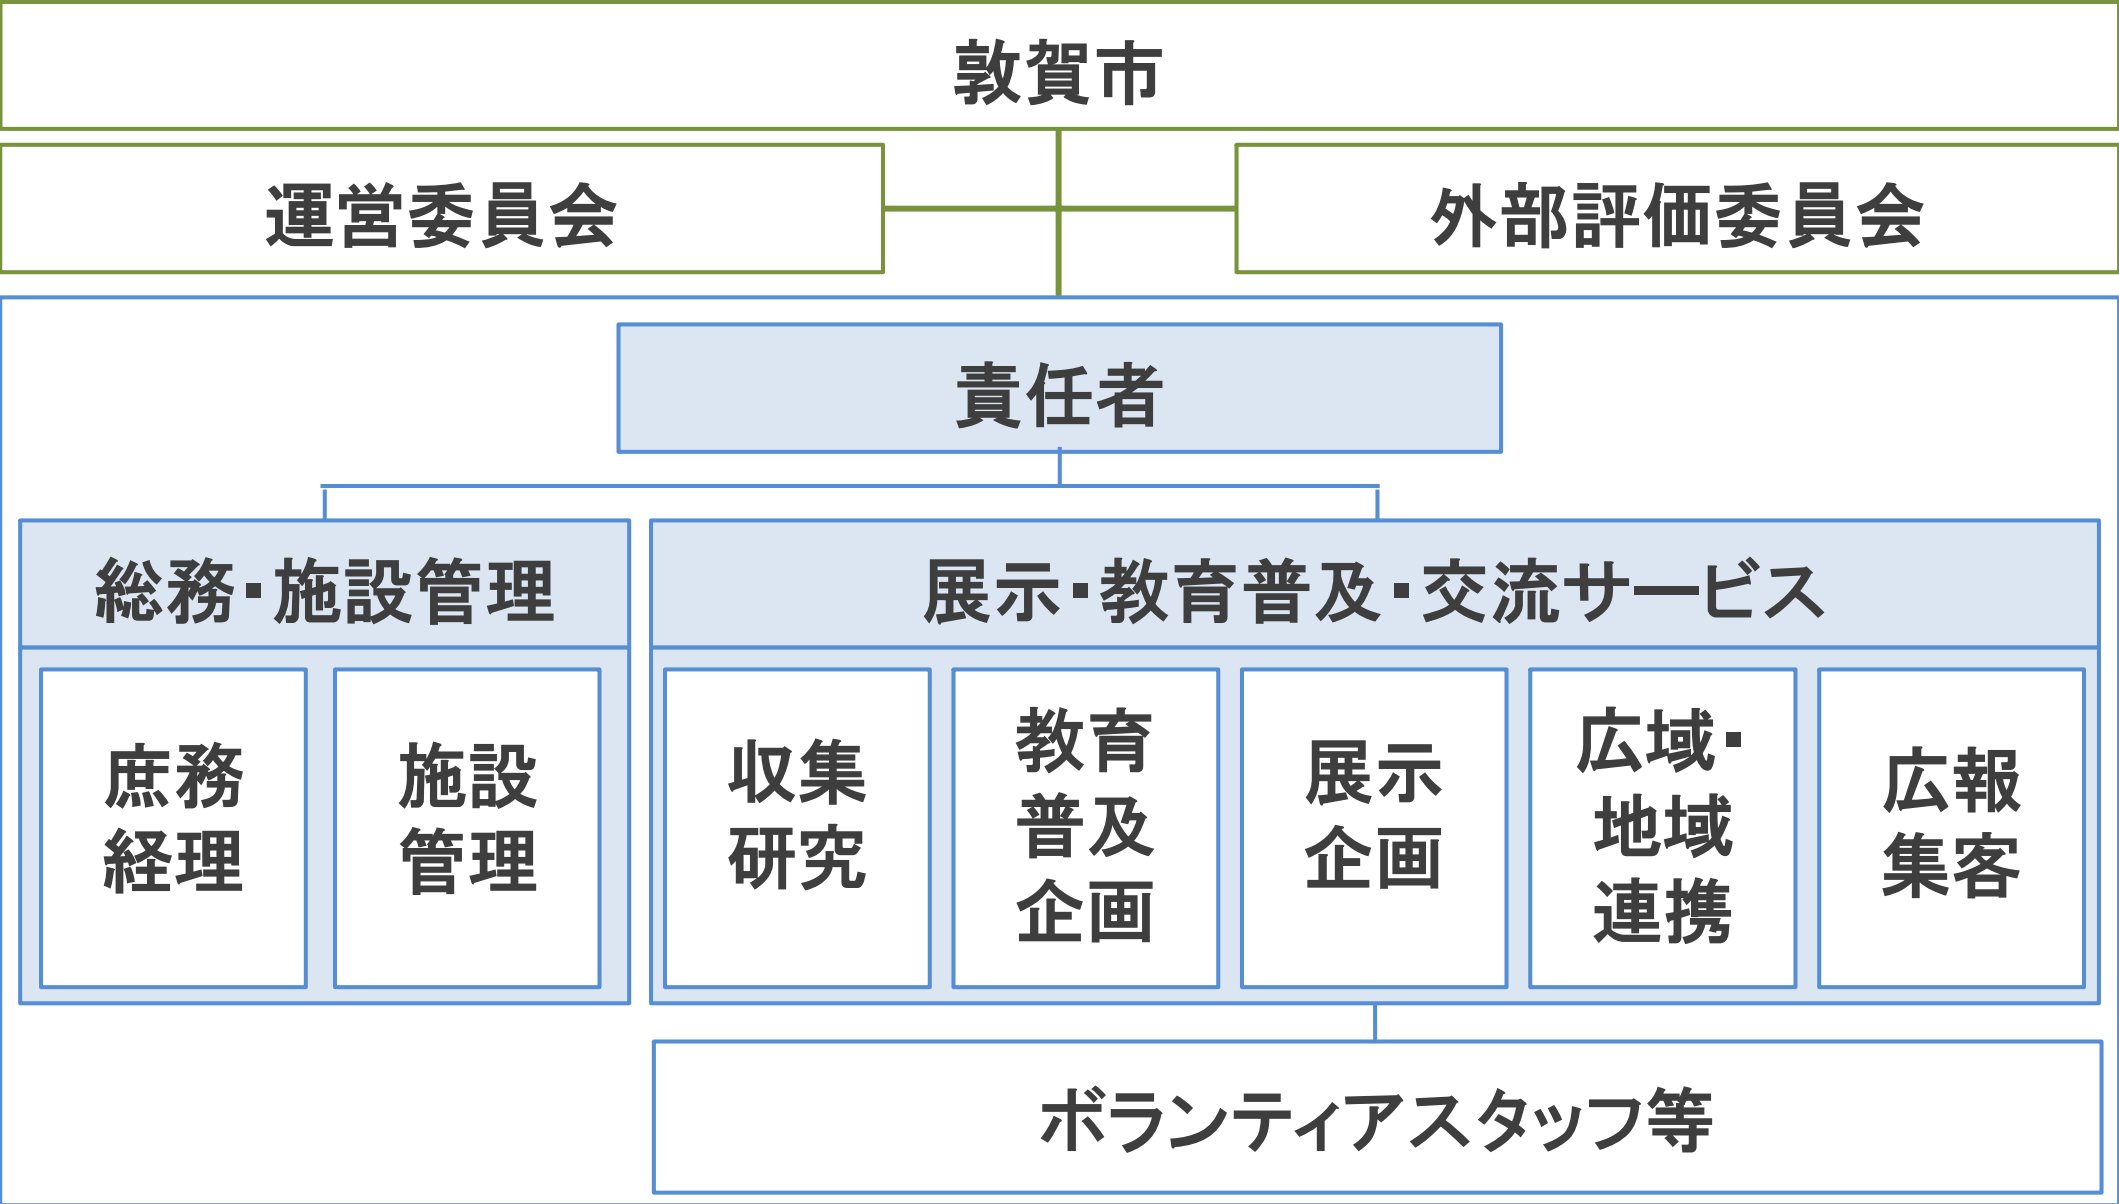 敦賀市
運営委員会
外部評価委員会
責任者
総務・施設管理
展示・教育普及・交流サービス
庶務
経理
施設
管理
収集
研究
教育
普及
企画
展示
企画
広域・
地域
連携
広報
集客
ボランティアスタッフ等